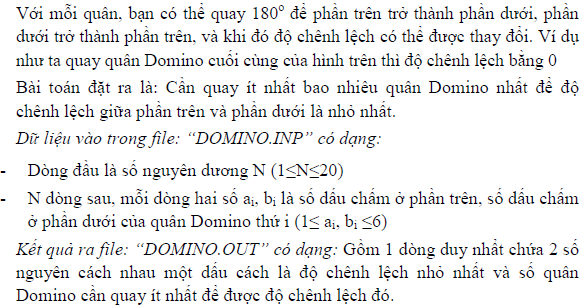 Với mỗi quân, bạn có thể quay 180° để phần trên trở thành phần dưới, phần
dưới trở thành phần trên, và khi đó độ chênh lệch có thể được thay đổi. Ví dụ
như ta quay quân Domino cuối cùng của hình trên thì độ chênh lệch bằng 0
Bài toán đặt ra là: Cần quay ít nhất bao nhiêu quân Domino nhất để độ
chênh lệch giữa phần trên và phần dưới là nhỏ nhất.
Dữ liệu vào trong file: “DOMINO.INP” có dạng:
- Dòng đầu là số nguyên dương N (1≤N≤20)
- N dòng sau, mỗi dòng hai số aᵢ, bᵢ là số dấu chấm ở phần trên, số dấu chấm
ở phần dưới của quân Domino thứ i (1≤ aᵢ, bᵢ ≤6)
Kết quả ra file: “DOMINO.OUT” có dạng: Gồm 1 dòng duy nhất chứa 2 số
nguyên cách nhau một dấu cách là độ chênh lệch nhỏ nhất và số quân
Domino cần quay ít nhất để được độ chênh lệch đó.